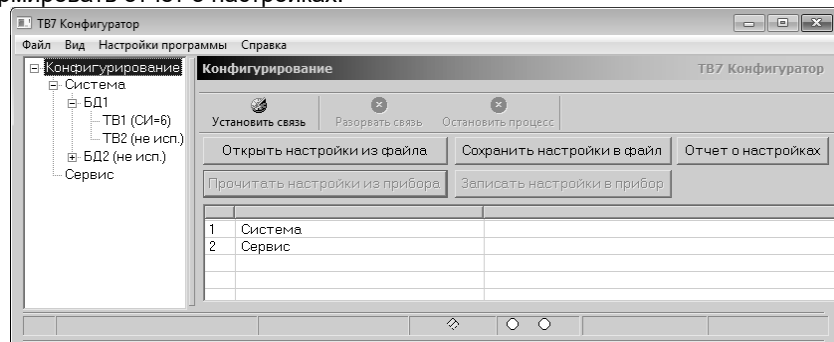 отчет о настройках.
ТВ7 Конфигуратор
Файл Вид Настройки программы Справка
Конфигурирование
Система
БД1
ТВ1 (СИ=6)
ТВ2 (не исп.)
БД2 (не исп.)
Сервис
Конфигурирование ТВ7 Конфигуратор
Установить связь Разорвать связь Остановить процесс
Открыть настройки из файла Сохранить настройки в файл Отчет о настройках
Прочитать настройки из прибора Записать настройки в прибор
1 Система
2 Сервис